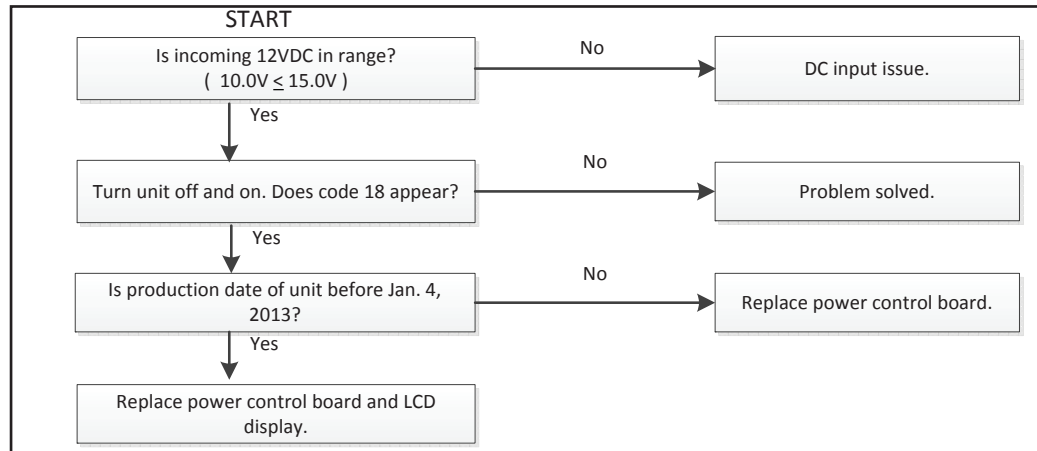 START
Is incoming 12VDC in range?
( 10.0V ≤ 15.0V )
No
DC input issue.
Yes
Turn unit off and on. Does code 18 appear?
No
Problem solved.
Yes
Is production date of unit before Jan. 4,
2013?
No
Replace power control board.
Yes
Replace power control board and LCD
display.